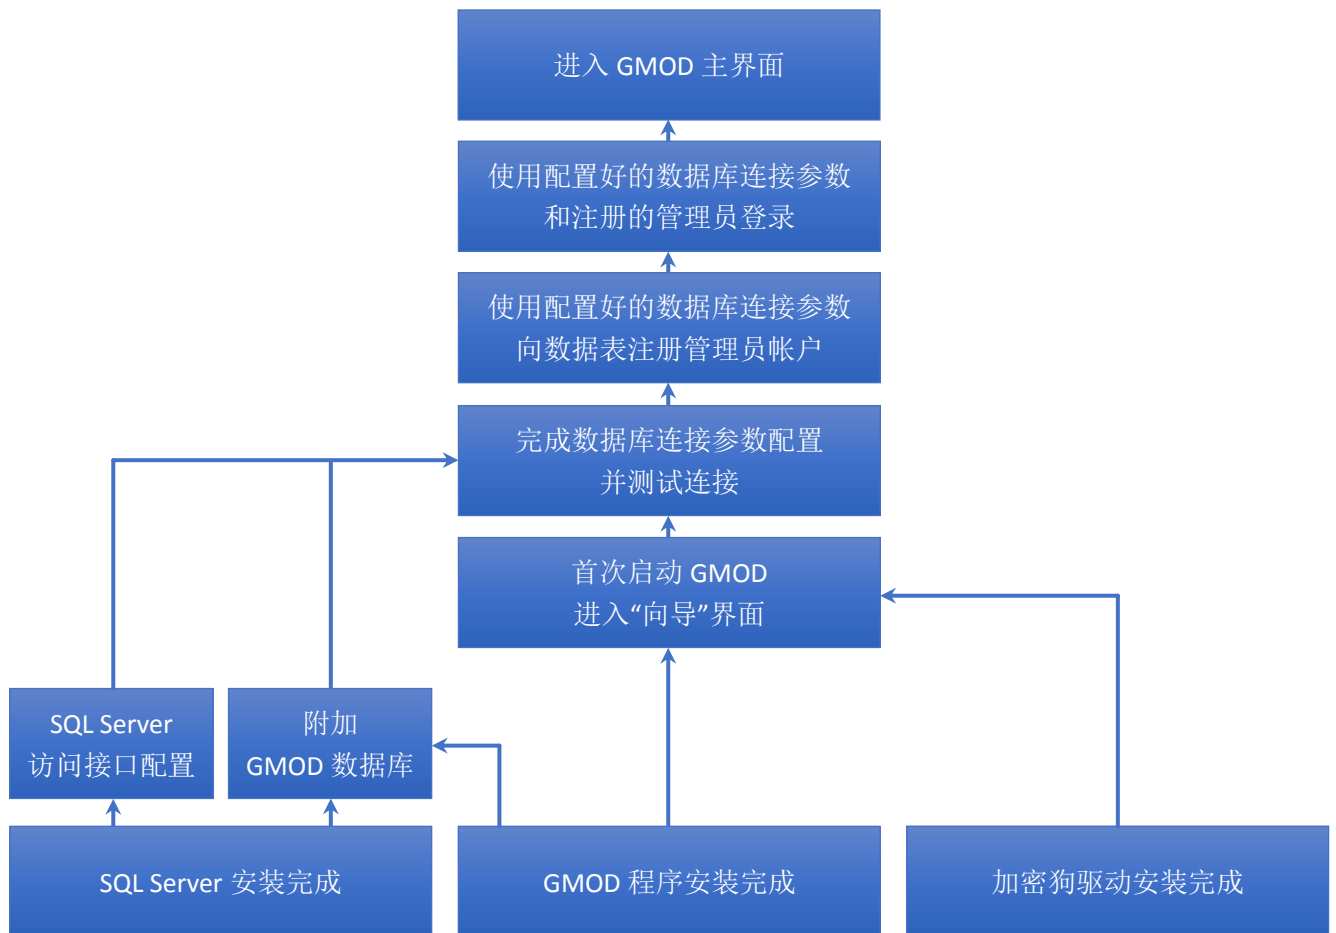 进入 GMOD 主界面
使用配置好的数据库连接参数
和注册的管理员登录
使用配置好的数据库连接参数
向数据表注册管理员帐户
完成数据库连接参数配置
并测试连接
首次启动 GMOD
进入“向导”界面
SQL Server
访问接口配置
附加
GMOD 数据库
SQL Server 安装完成
GMOD 程序安装完成
加密狗驱动安装完成